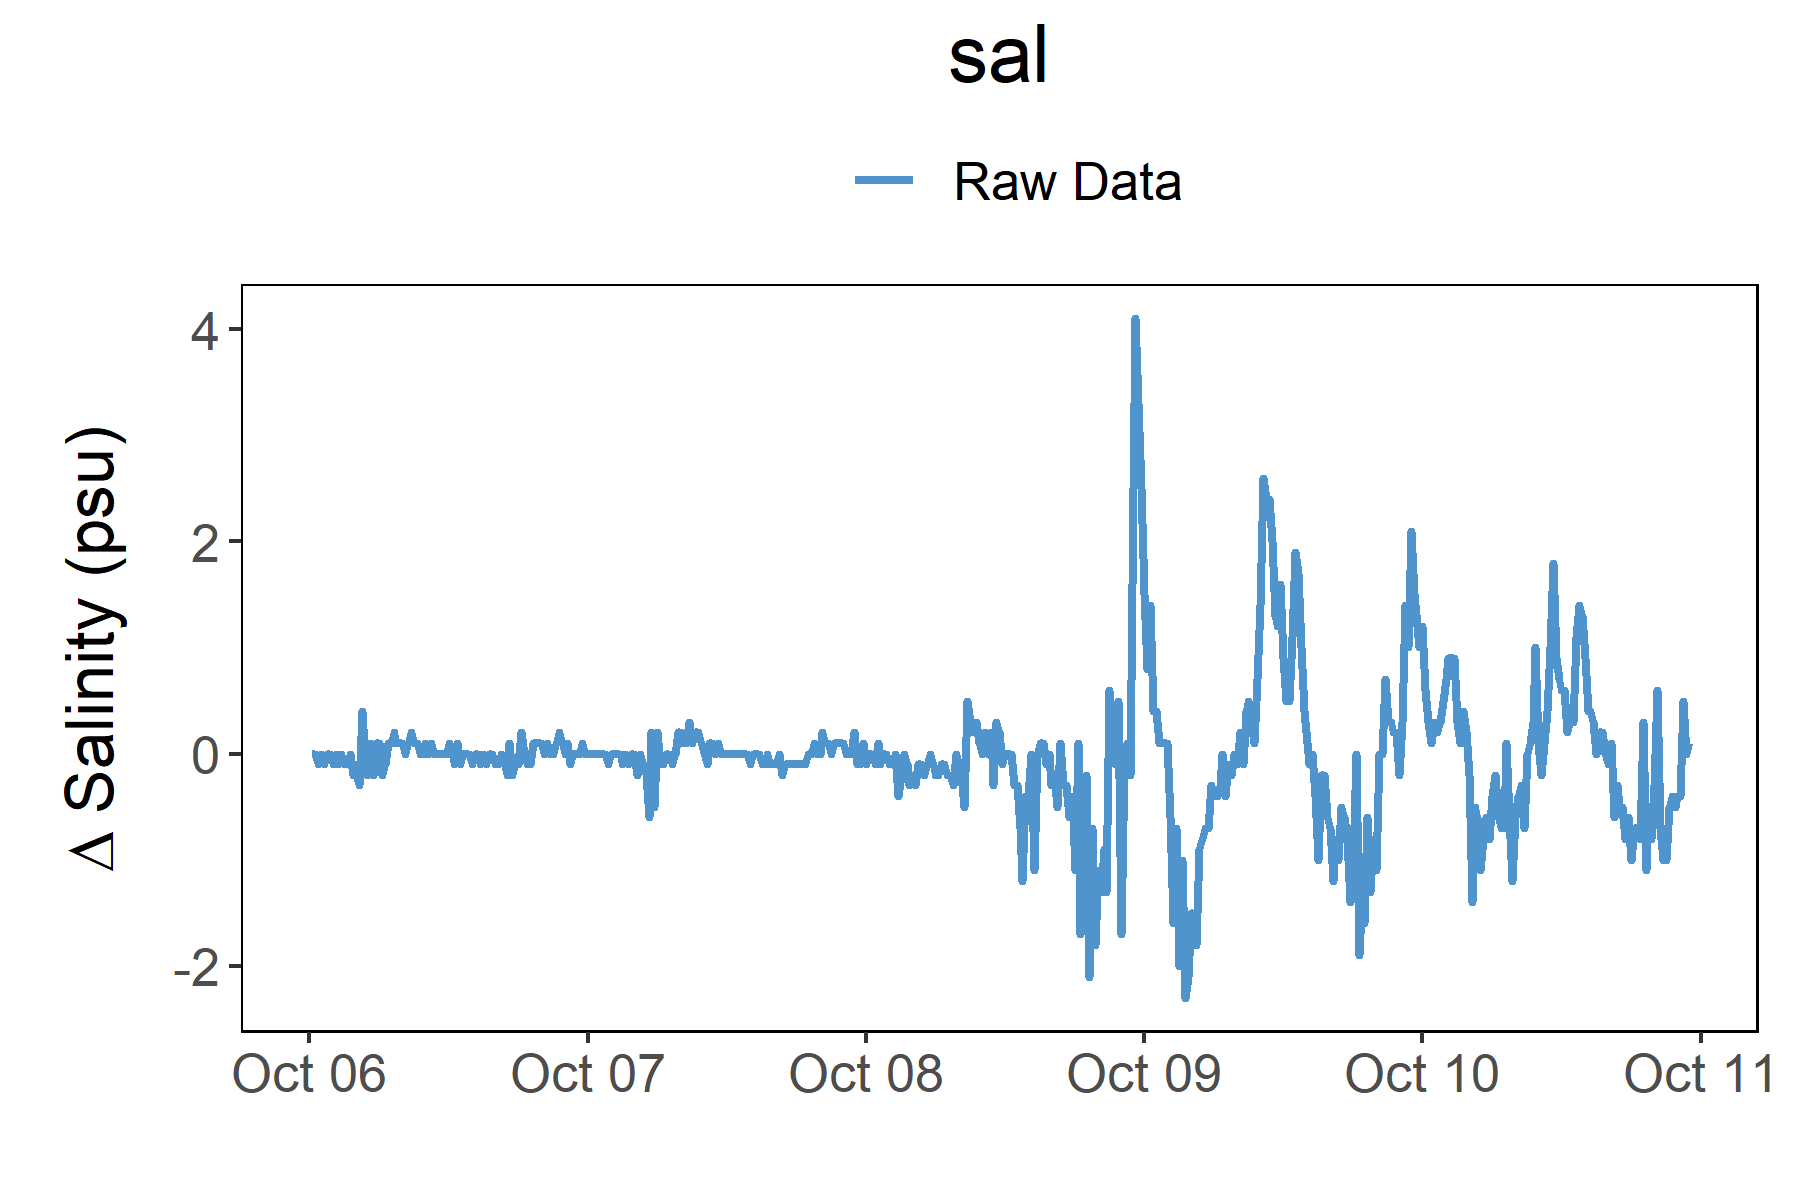 sal
Raw Data
Δ Salinity (psu)
4
2
0
-2
Oct 06
Oct 07
Oct 08
Oct 09
Oct 10
Oct 11